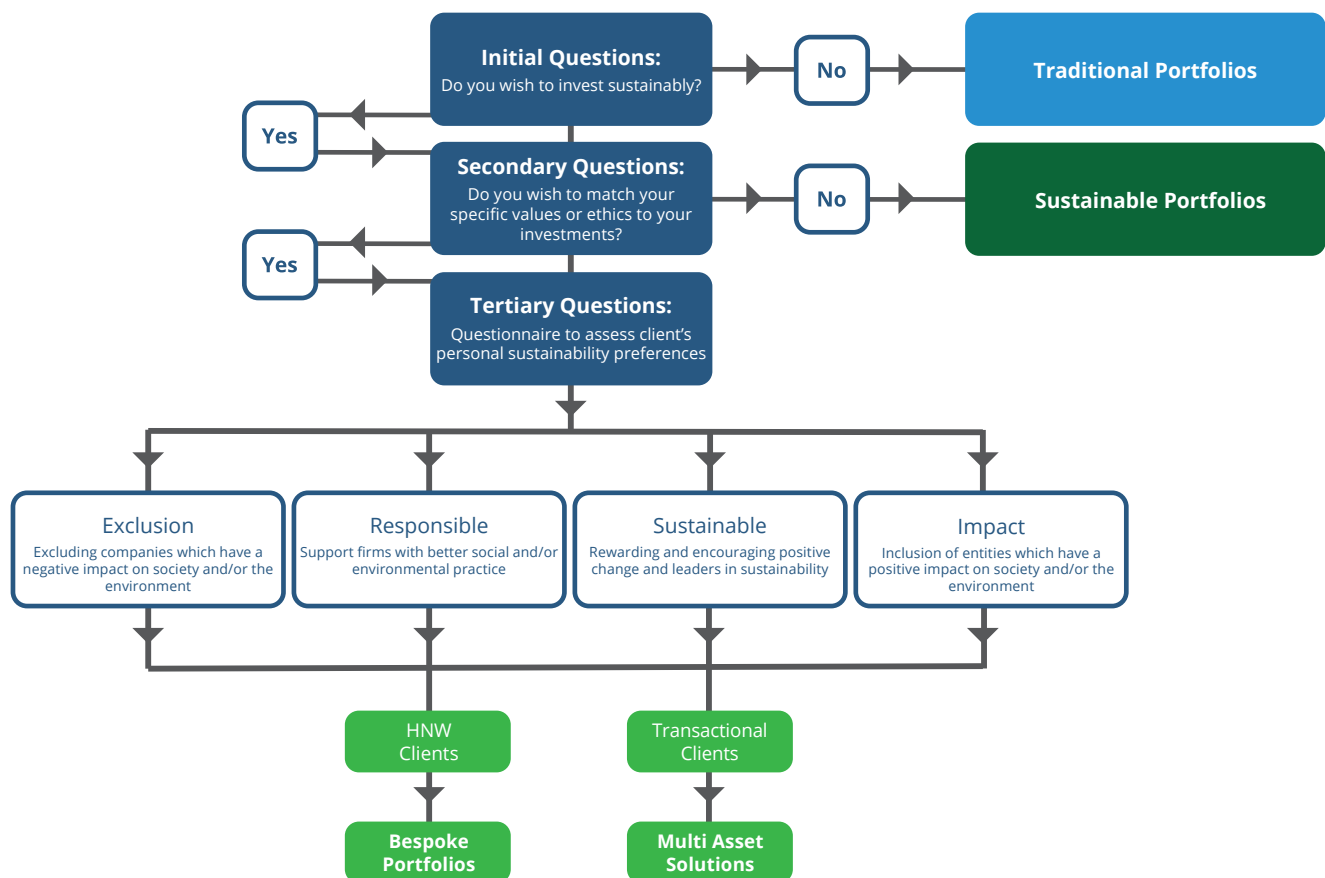 Initial Questions:
Do you wish to invest sustainably?
No
Traditional Portfolios
Yes
Secondary Questions:
Do you wish to match your
specific values or ethics to your
investments?
No
Sustainable Portfolios
Yes
Tertiary Questions:
Questionnaire to assess client’s
personal sustainability preferences
Exclusion
Excluding companies which have a
negative impact on society and/or the
environment
Responsible
Support firms with better social and/or
environmental practice
Sustainable
Rewarding and encouraging positive
change and leaders in sustainability
Impact
Inclusion of entities which have a
positive impact on society and/or the
environment
HNW
Clients
Transactional
Clients
Bespoke
Portfolios
Multi Asset
Solutions